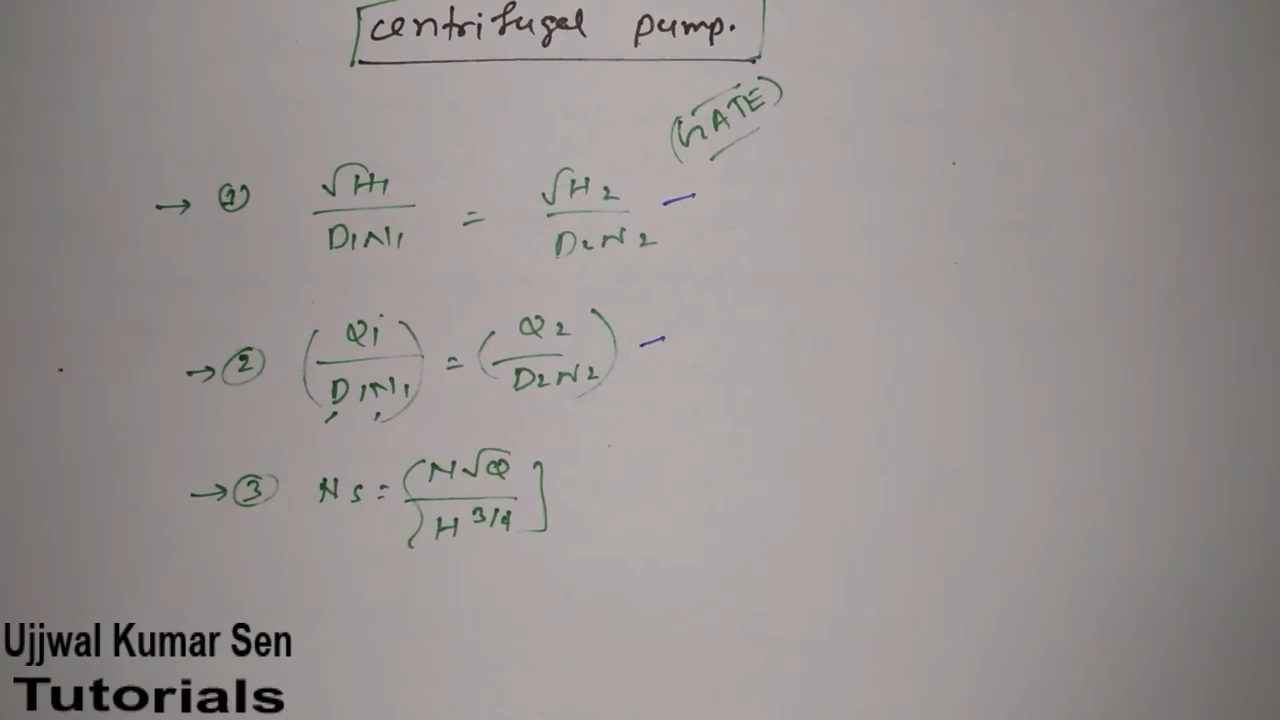 centrifugal pump.
(GATE)
→ ① √H1 / D1N1 = √H2 / D2N2 –
→ ② (Q1 / D1N1) = (Q2 / D2N2) –
→ ③ Ns = [N√Q / H^3/4]
Ujjwal Kumar Sen
Tutorials